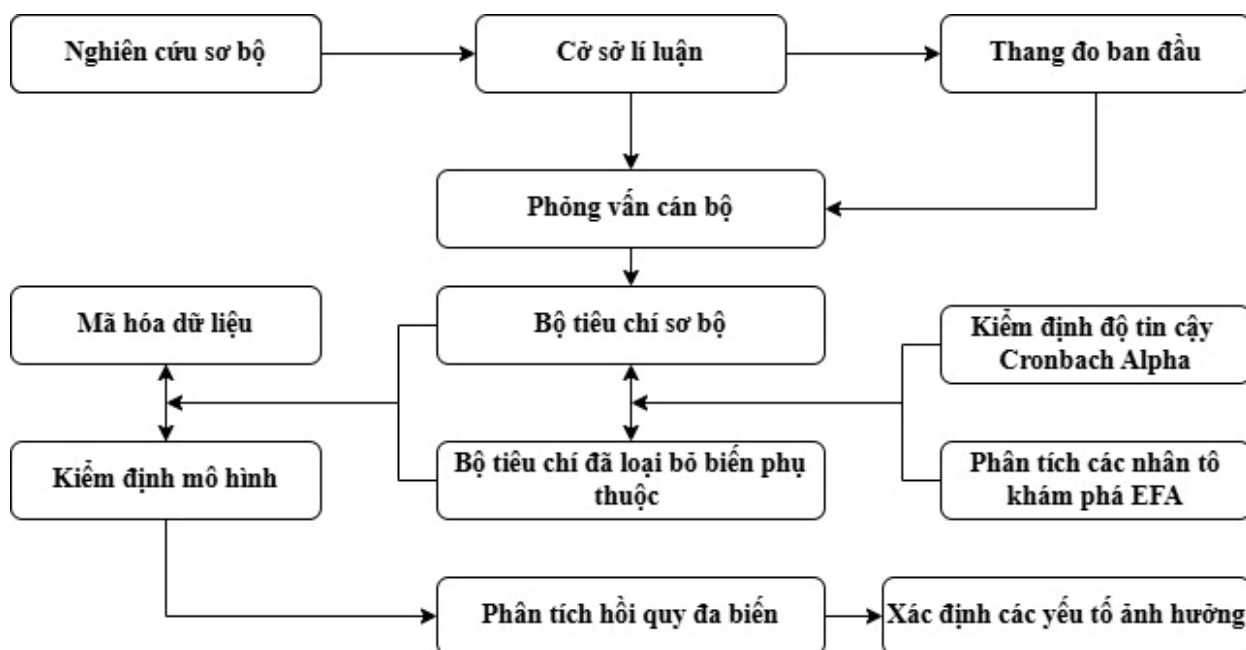 Nghiên cứu sơ bộ
Cở sở lí luận
Thang đo ban đầu
Phỏng vấn cán bộ
Mã hóa dữ liệu
Bộ tiêu chí sơ bộ
Kiểm định độ tin cậy
Cronbach Alpha
Kiểm định mô hình
Bộ tiêu chí đã loại bỏ biến phụ
thuộc
Phân tích các nhân tô
khám phá EFA
Phân tích hồi quy đa biến
Xác định các yếu tố ảnh hưởng